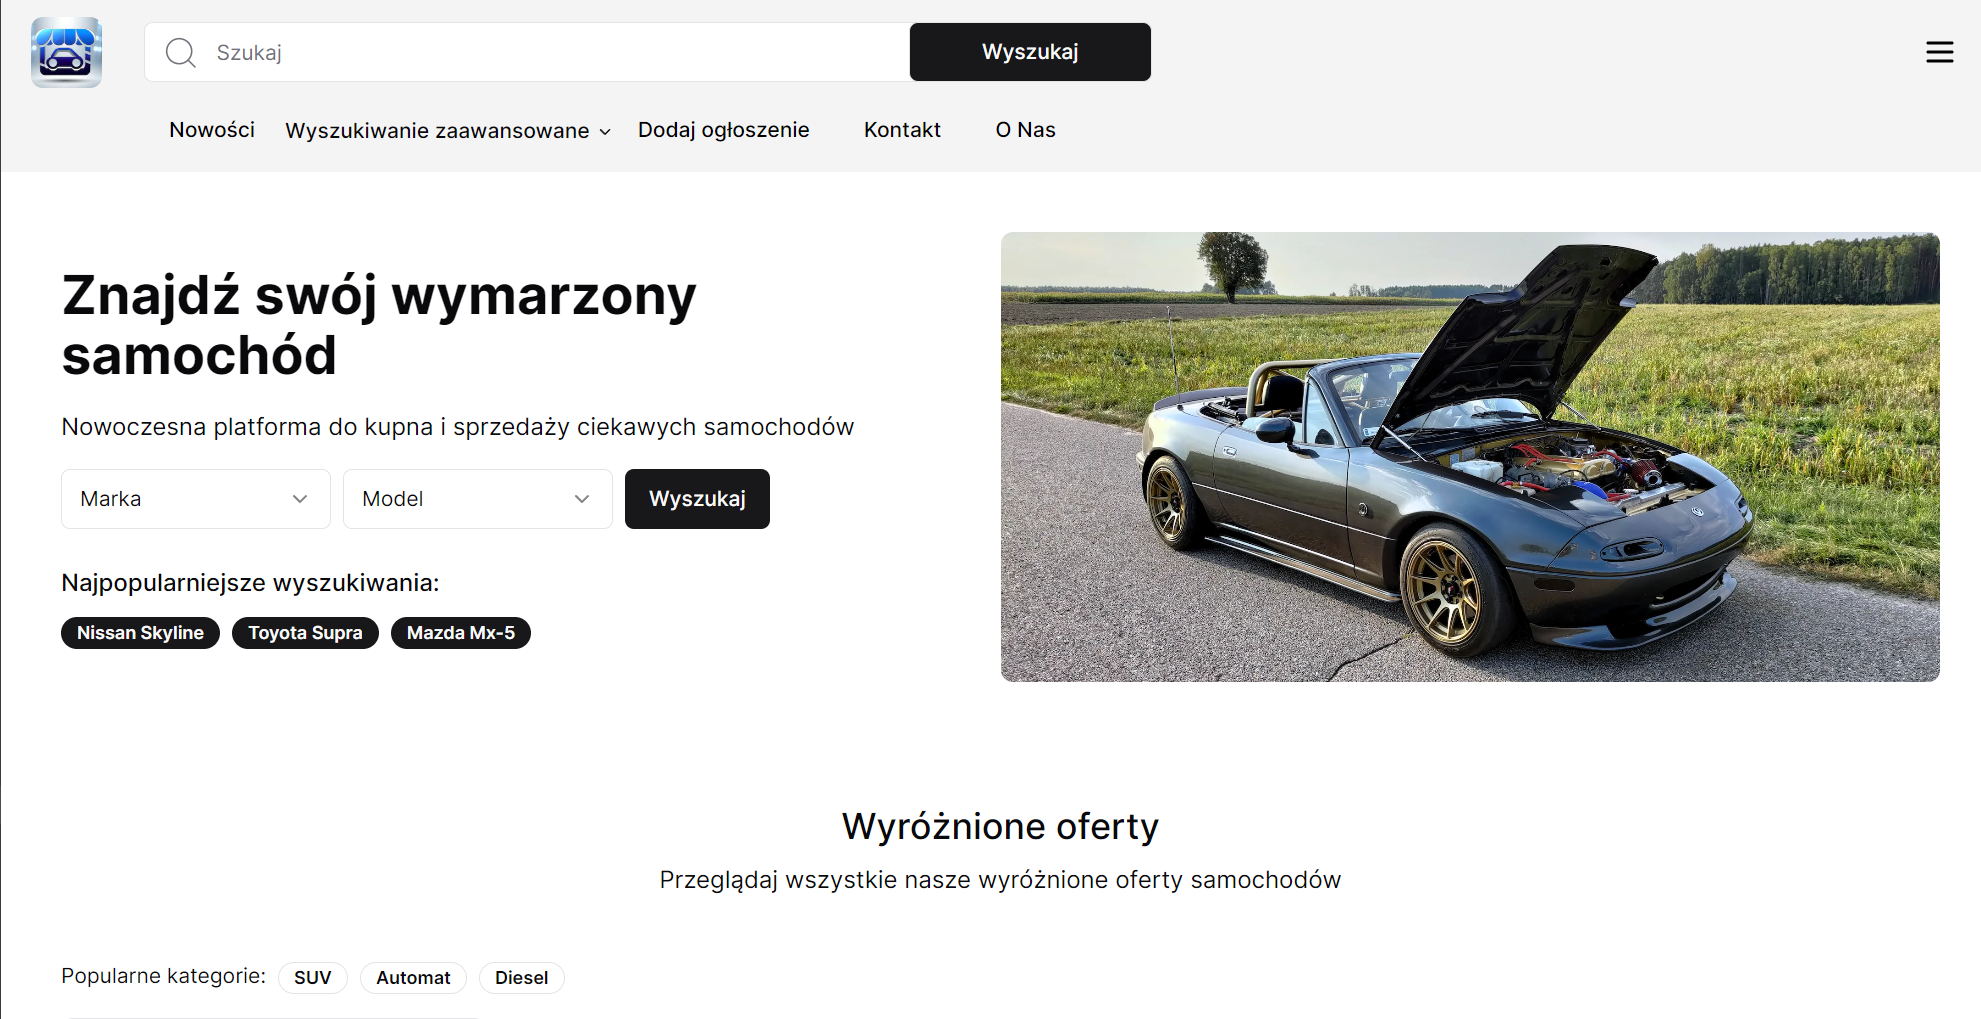 Szukaj
Wyszukaj
Nowości
Wyszukiwanie zaawansowane
Dodaj ogłoszenie
Kontakt
O Nas
Znajdź swój wymarzony
samochód
Nowoczesna platforma do kupna i sprzedaży ciekawych samochodów
Marka
Model
Wyszukaj
Najpopularniejsze wyszukiwania:
Nissan Skyline
Toyota Supra
Mazda Mx-5
Wyróżnione oferty
Przeglądaj wszystkie nasze wyróżnione oferty samochodów
Popularne kategorie:
SUV
Automat
Diesel